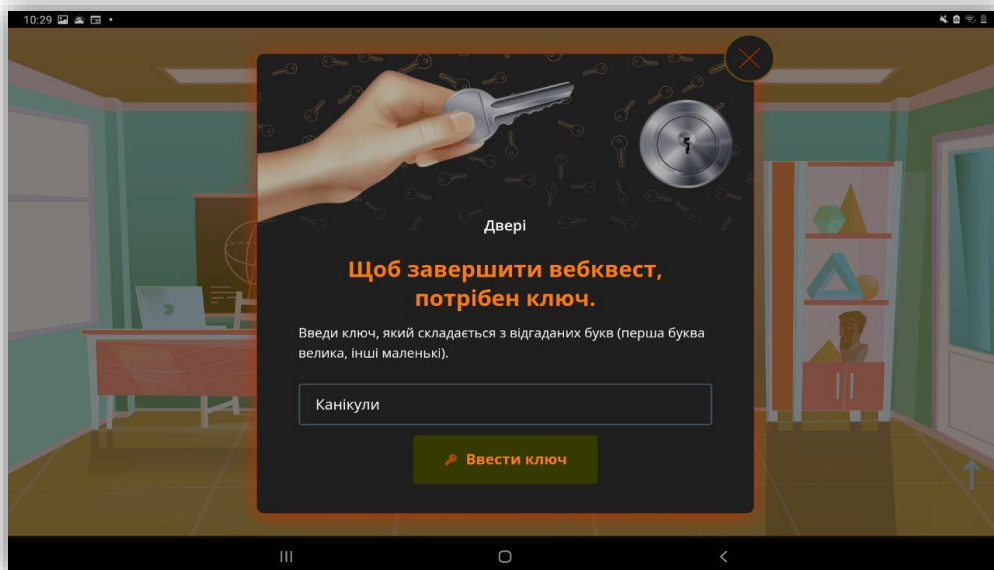 10:29
Двері
Щоб завершити вебквест,
потрібен ключ.
Введи ключ, який складається з відгаданих букв (перша буква
велика, інші маленькі).
Канікули
Ввести ключ